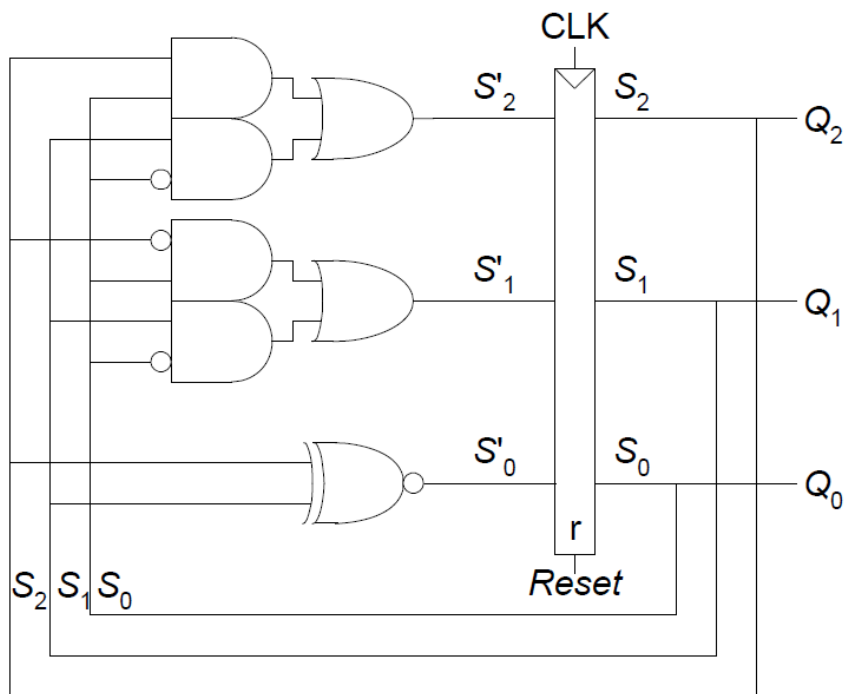 CLK
S'2 S2 Q2
S'1 S1 Q1
S'0 S0 Q0
r
S2 S1 S0 Reset